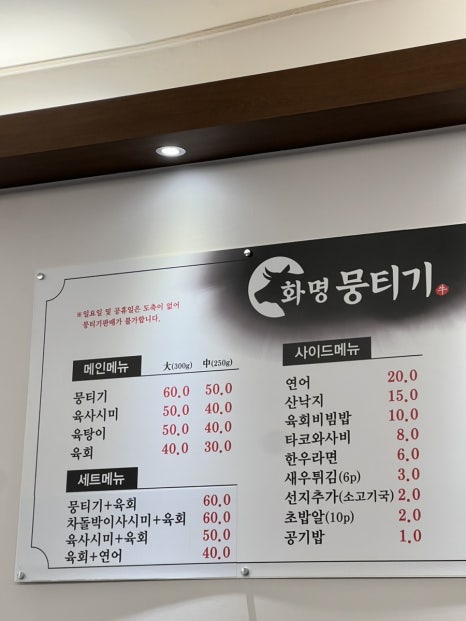 화명 뭉티기 牛
※일요일 및 공휴일은 도축이 없어
뭉티기판매가 불가합니다.
메인메뉴 大(300g) 中(250g)
뭉티기 60.0 50.0
육사시미 50.0 40.0
육탕이 50.0 40.0
육회 40.0 30.0
세트메뉴
뭉티기+육회 60.0
차돌박이사시미+육회 60.0
육사시미+육회 50.0
육회+연어 40.0
사이드메뉴
연어 20.0
산낙지 15.0
육회비빔밥 10.0
타코와사비 8.0
한우라면 6.0
새우튀김(6p) 3.0
선지추가(소고기국) 2.0
초밥알(10p) 2.0
공기밥 1.0